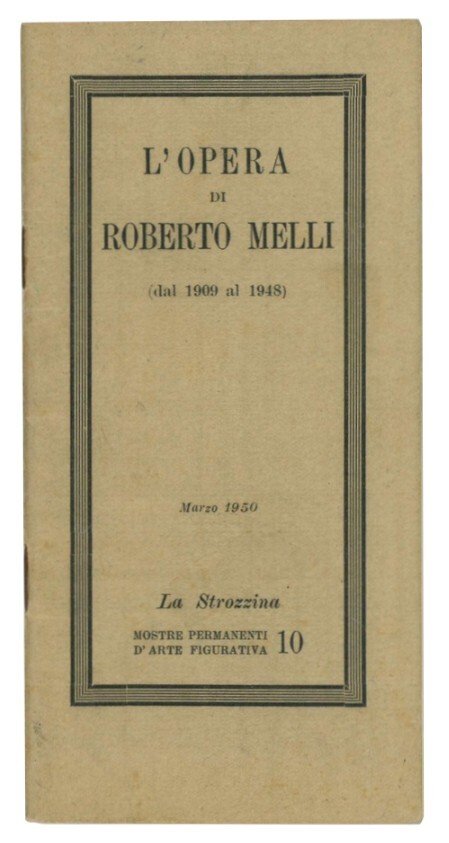 L'OPERA
DI
ROBERTO MELLI
(dal 1909 al 1948)
Marzo 1950
La Strozzina
MOSTRE PERMANENTI
D'ARTE FIGURATIVA 10